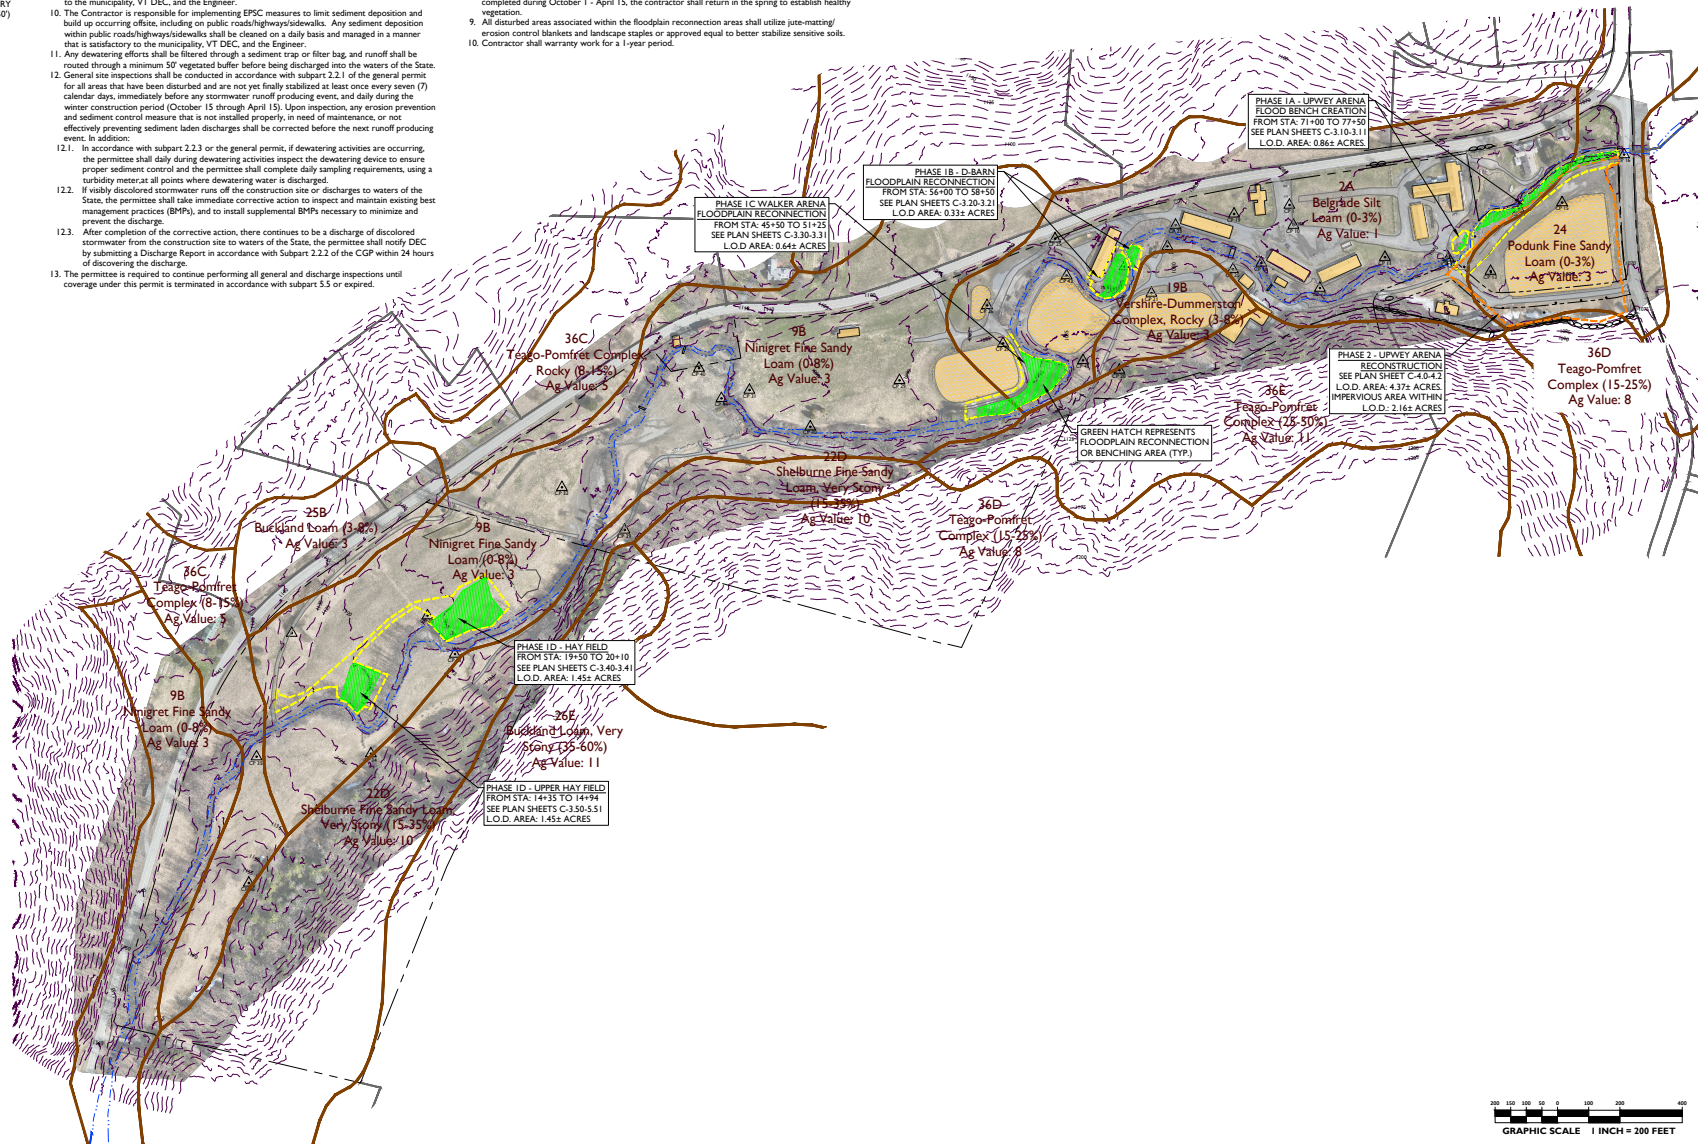 RY
50')
to the municipality, VT DEC, and the Engineer.
10. The Contractor is responsible for implementing EPSC measures to limit sediment deposition and
build up occurring offsite, including on public roads/highways/sidewalks. Any sediment deposition
within public roads/highways/sidewalks shall be cleaned on a daily basis and managed in a manner
that is satisfactory to the municipality, VT DEC, and the Engineer.
11. Any dewatering efforts shall be filtered through a sediment trap or filter bag, and runoff shall be
routed through a minimum 50' vegetated buffer before being discharged into the waters of the State.
12. General site inspections shall be conducted in accordance with subpart 2.2.1 of the general permit
for all areas that have been disturbed and are not yet finally stabilized at least once every seven (7)
calendar days, immediately before any stormwater runoff producing event, and daily during the
winter construction period (October 15 through April 15). Upon inspection, any erosion prevention
and sediment control measure that is not installed properly, in need of maintenance, or not
effectively preventing sediment laden discharges shall be corrected before the next runoff producing
event. In addition:
12.1. In accordance with subpart 2.2.3 or the general permit, if dewatering activities are occurring,
the permittee shall daily during dewatering activities inspect the dewatering device to ensure
proper sediment control and the permittee shall complete daily sampling requirements, using a
turbidity meter,at all points where dewatering water is discharged.
12.2. If visibly discolored stormwater runs off the construction site or discharges to waters of the
State, the permittee shall take immediate corrective action to inspect and maintain existing best
management practices (BMPs), and to install supplemental BMPs necessary to minimize and
prevent the discharge.
12.3. After completion of the corrective action, there continues to be a discharge of discolored
stormwater from the construction site to waters of the State, the permittee shall notify DEC
by submitting a Discharge Report in accordance with Subpart 2.2.2 of the CGP within 24 hours
of discovering the Discharge.
13. The permittee is required to continue performing all general and discharge inspections until
coverage under this permit is terminated in accordance with subpart 5.5 or expired.
completed during October 1 - April 15, the contractor shall return in the spring to establish healthy
vegetation.
9. All disturbed areas associated within the floodplain reconnection areas shall utilize jute-matting/
erosion control blankets and landscape staples or approved equal to better stabilize sensitive soils.
10. Contractor shall warranty work for a 1-year period.
PHASE 1A - UPWEY ARENA
FLOOD BENCH CREATION
FROM STA: 71+00 TO 77+50
SEE PLAN SHEETS C-3.10-3.11
L.O.D. AREA: 0.86± ACRES.
PHASE 1B - D-BARN
FLOODPLAIN RECONNECTION
FROM STA: 56+00 TO 58+50
SEE PLAN SHEETS C-3.20-3.21
L.O.D AREA: 0.33± ACRES
PHASE 1C WALKER ARENA
FLOODPLAIN RECONNECTION
FROM STA: 45+50 TO 51+25
SEE PLAN SHEETS C-3.30-3.31
L.O.D AREA: 0.64± ACRES
2A
Belgrade Silt
Loam (0-3%)
Ag Value: 1
24
Podunk Fine Sandy
Loam (0-3%)
Ag Value: 3
19B
Vershire-Dummerston
Complex, Rocky (3-8%)
Ag Value: 3
36C
Teago-Pomfret Complex,
Rocky (8-15%)
Ag Value: 5
9B
Ninigret Fine Sandy
Loam (0-8%)
Ag Value: 3
PHASE 2 - UPWEY ARENA
RECONSTRUCTION
SEE PLAN SHEET C-4.0-4.2
L.O.D. AREA: 4.37± ACRES.
IMPERVIOUS AREA WITHIN
L.O.D.: 2.16± ACRES
36D
Teago-Pomfret
Complex (15-25%)
Ag Value: 8
36E
Teago-Pomfret
Complex (25-50%)
Ag Value: 11
GREEN HATCH REPRESENTS
FLOODPLAIN RECONNECTION
OR BENCHING AREA (TYP.)
22D
Shelburne Fine Sandy
Loam, Very Stony
(15-35%)
Ag Value: 10
36D
Teago-Pomfret
Complex (15-25%)
Ag Value: 8
25B
Buckland Loam (3-8%)
Ag Value: 3
9B
Ninigret Fine Sandy
Loam (0-8%)
Ag Value: 3
36C
Teago-Pomfret
Complex (8-15%)
Ag Value: 5
PHASE 1D - HAY FIELD
FROM STA: 19+50 TO 20+10
SEE PLAN SHEETS C-3.40-3.41
L.O.D. AREA: 1.45± ACRES
9B
Ninigret Fine Sandy
Loam (0-8%)
Ag Value: 3
26E
Buckland Loam, Very
Stony (35-60%)
Ag Value: 11
PHASE 1D - UPPER HAY FIELD
FROM STA: 14+35 TO 14+94
SEE PLAN SHEETS C-3.50-5.51
L.O.D. AREA: 1.45± ACRES
22D
Shelburne Fine Sandy Loam,
Very Stony (15-35%)
Ag Value: 10
200 150 100 50 0 100 200 400
GRAPHIC SCALE 1 INCH = 200 FEET